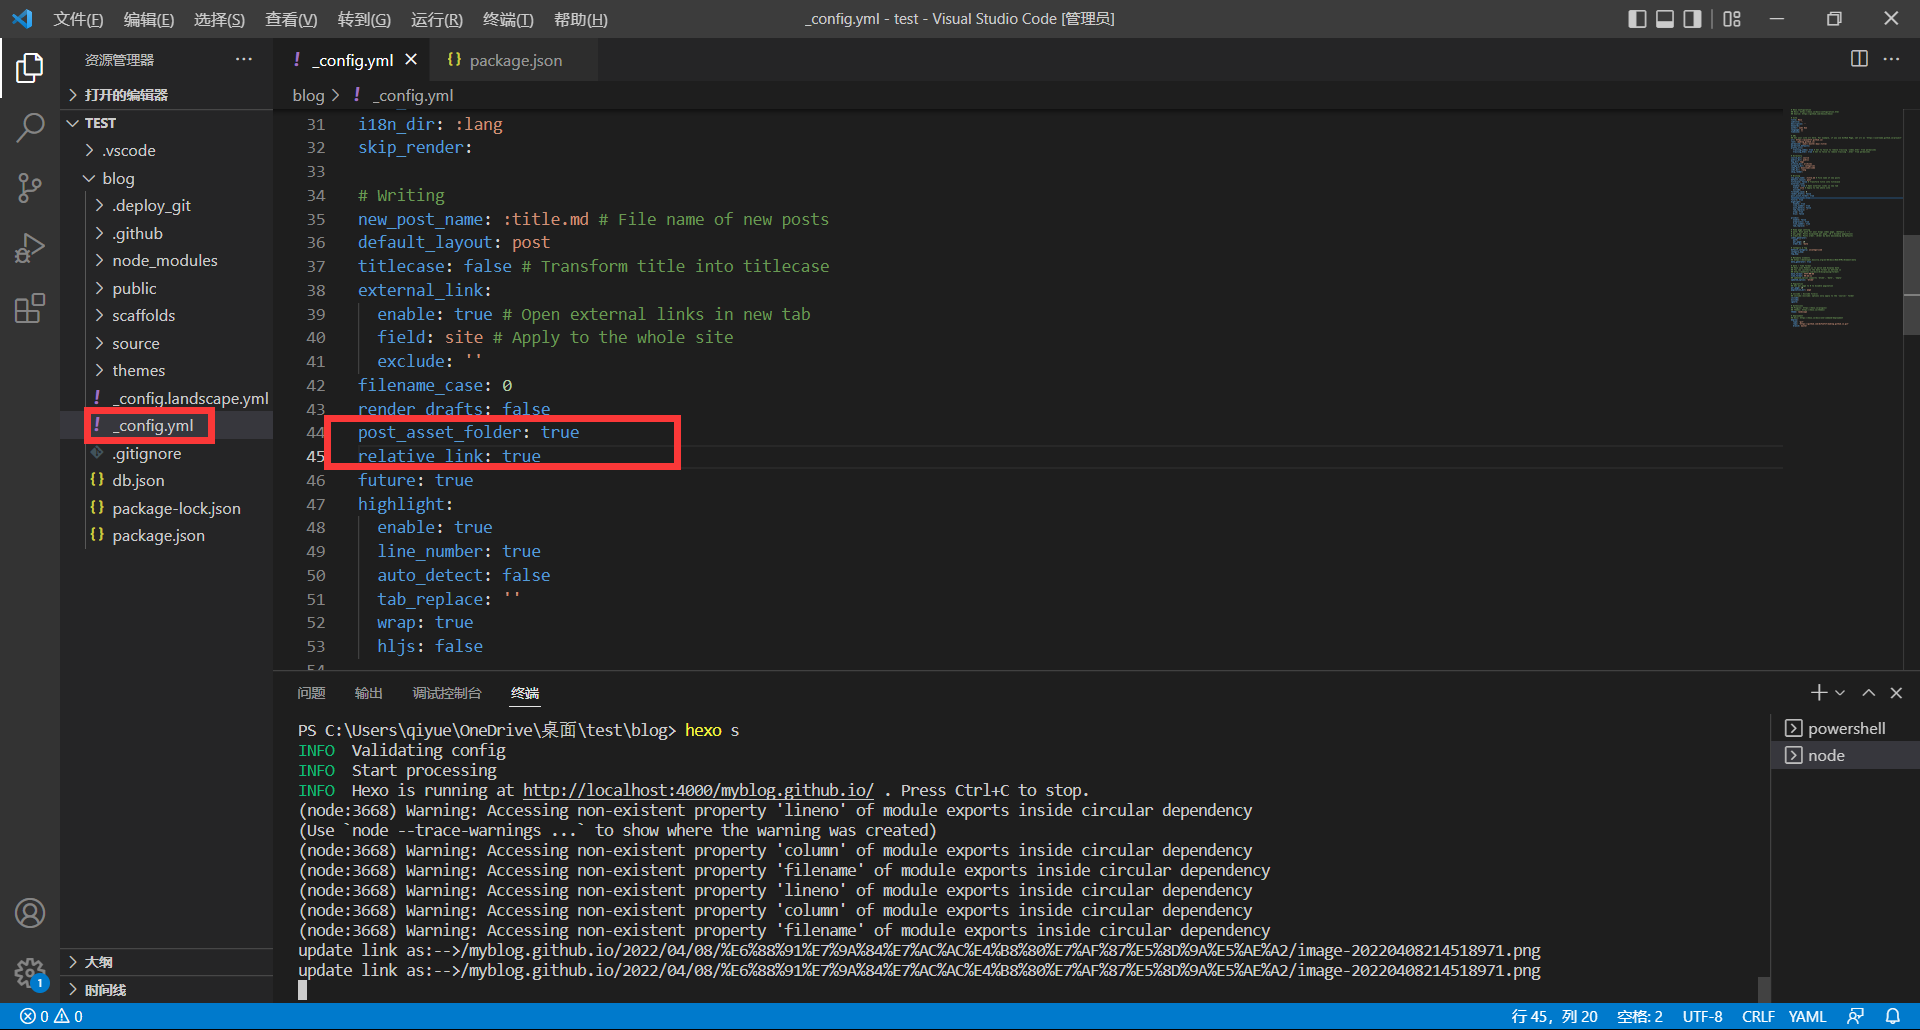 文件(F) 编辑(E) 选择(S) 查看(V) 转到(G) 运行(R) 终端(T) 帮助(H) _config.yml - test - Visual Studio Code [管理员]
资源管理器
打开的编辑器
TEST
.vscode
blog
.deploy_git
.github
node_modules
public
scaffolds
source
themes
! _config.landscape.yml
! _config.yml
.gitignore
{} db.json
{} package-lock.json
{} package.json
大纲
时间线
! _config.yml {} package.json
blog > ! _config.yml
31 i18n_dir: :lang
32 skip_render:
33
34 # Writing
35 new_post_name: :title.md # File name of new posts
36 default_layout: post
37 titlecase: false # Transform title into titlecase
38 external_link:
39 enable: true # Open external links in new tab
40 field: site # Apply to the whole site
41 exclude: ''
42 filename_case: 0
43 render_drafts: false
44 post_asset_folder: true
45 relative_link: true
46 future: true
47 highlight:
48 enable: true
49 line_number: true
50 auto_detect: false
51 tab_replace: ''
52 wrap: true
53 hljs: false
54
问题 输出 调试控制台 终端
PS C:\Users\qiyue\OneDrive\桌面\test\blog> hexo s
INFO Validating config
INFO Start processing
INFO Hexo is running at http://localhost:4000/myblog.github.io/ . Press Ctrl+C to stop.
(node:3668) Warning: Accessing non-existent property 'lineno' of module exports inside circular dependency
(Use `node --trace-warnings ...` to show where the warning was created)
(node:3668) Warning: Accessing non-existent property 'column' of module exports inside circular dependency
(node:3668) Warning: Accessing non-existent property 'filename' of module exports inside circular dependency
(node:3668) Warning: Accessing non-existent property 'lineno' of module exports inside circular dependency
(node:3668) Warning: Accessing non-existent property 'column' of module exports inside circular dependency
(node:3668) Warning: Accessing non-existent property 'filename' of module exports inside circular dependency
update link as:-->/myblog.github.io/2022/04/08/%E6%88%91%E7%9A%84%E7%AC%AC%E4%B8%80%E7%AF%87%E5%8D%9A%E5%AE%A2/image-20220408214518971.png
update link as:-->/myblog.github.io/2022/04/08/%E6%88%91%E7%9A%84%E7%AC%AC%E4%B8%80%E7%AF%87%E5%8D%9A%E5%AE%A2/image-20220408214518971.png
powershell
node
1
0 0 行 45，列 20 空格: 2 UTF-8 CRLF YAML